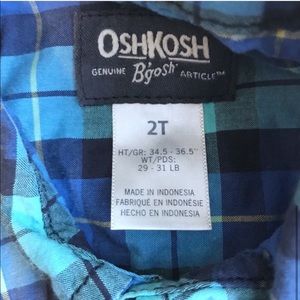 OSHKOSH
GENUINE B'gosh ARTICLE™
2T
HT/GR: 34.5 - 36.5"
WT/PDS:
29 - 31 LB
MADE IN INDONESIA
FABRIQUÉ EN INDONÉSIE
HECHO EN INDONESIA